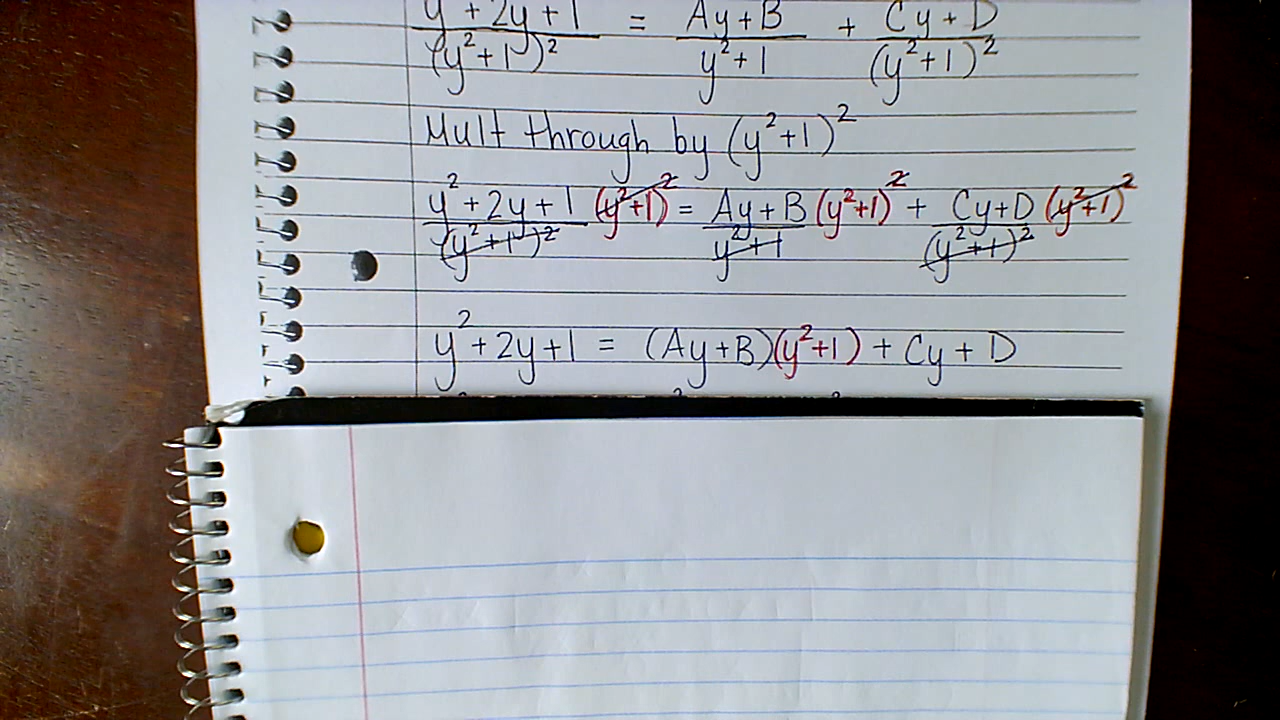 y² + 2y + 1 / (y² + 1)² = Ay + B / y² + 1 + Cy + D / (y² + 1)²
Mult through by (y² + 1)²
y² + 2y + 1 / (y² + 1)² (y² + 1)² = Ay + B / y² + 1 (y² + 1)² + Cy + D / (y² + 1)² (y² + 1)²
y² + 2y + 1 = (Ay + B)(y² + 1) + Cy + D